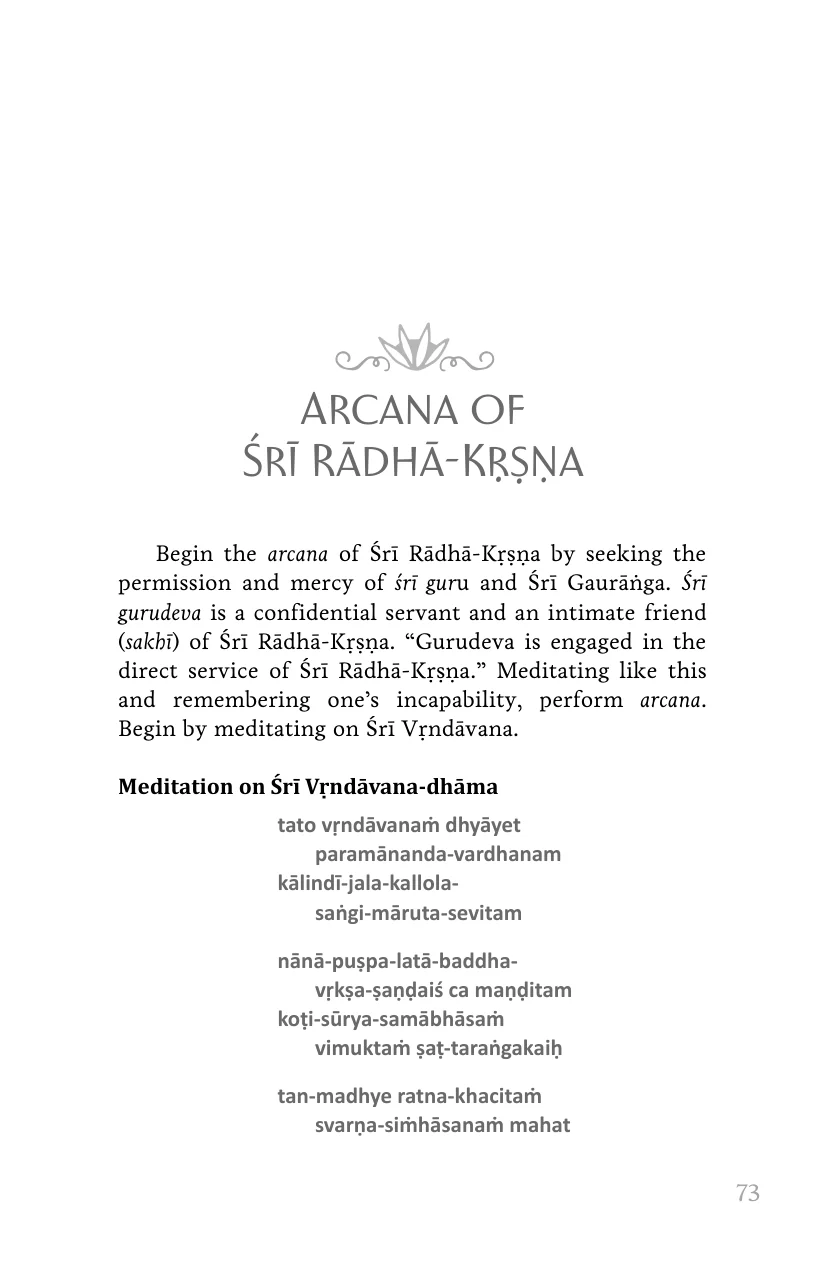 Arcana of
Śrī Rādhā-Kṛṣṇa
Begin the arcana of Śrī Rādhā-Kṛṣṇa by seeking the
permission and mercy of śrī guru and Śrī Gaurāṅga. Śrī
gurudeva is a confidential servant and an intimate friend
(sakhī) of Śrī Rādhā-Kṛṣṇa. “Gurudeva is engaged in the
direct service of Śrī Rādhā-Kṛṣṇa.” Meditating like this
and remembering one’s incapability, perform arcana.
Begin by meditating on Śrī Vṛndāvana.
Meditation on Śrī Vṛndāvana-dhāma
tato vṛndāvanaṁ dhyāyet
paramānanda-vardhanam
kālindī-jala-kallola-
saṅgi-māruta-sevitam
nānā-puṣpa-latā-baddha-
vṛkṣa-ṣaṇḍaiś ca maṇḍitam
koṭi-sūrya-samābhāsaṁ
vimuktaṁ ṣaṭ-taraṅgakaiḥ
tan-madhye ratna-khacitaṁ
svarṇa-siṁhāsanaṁ mahat
73